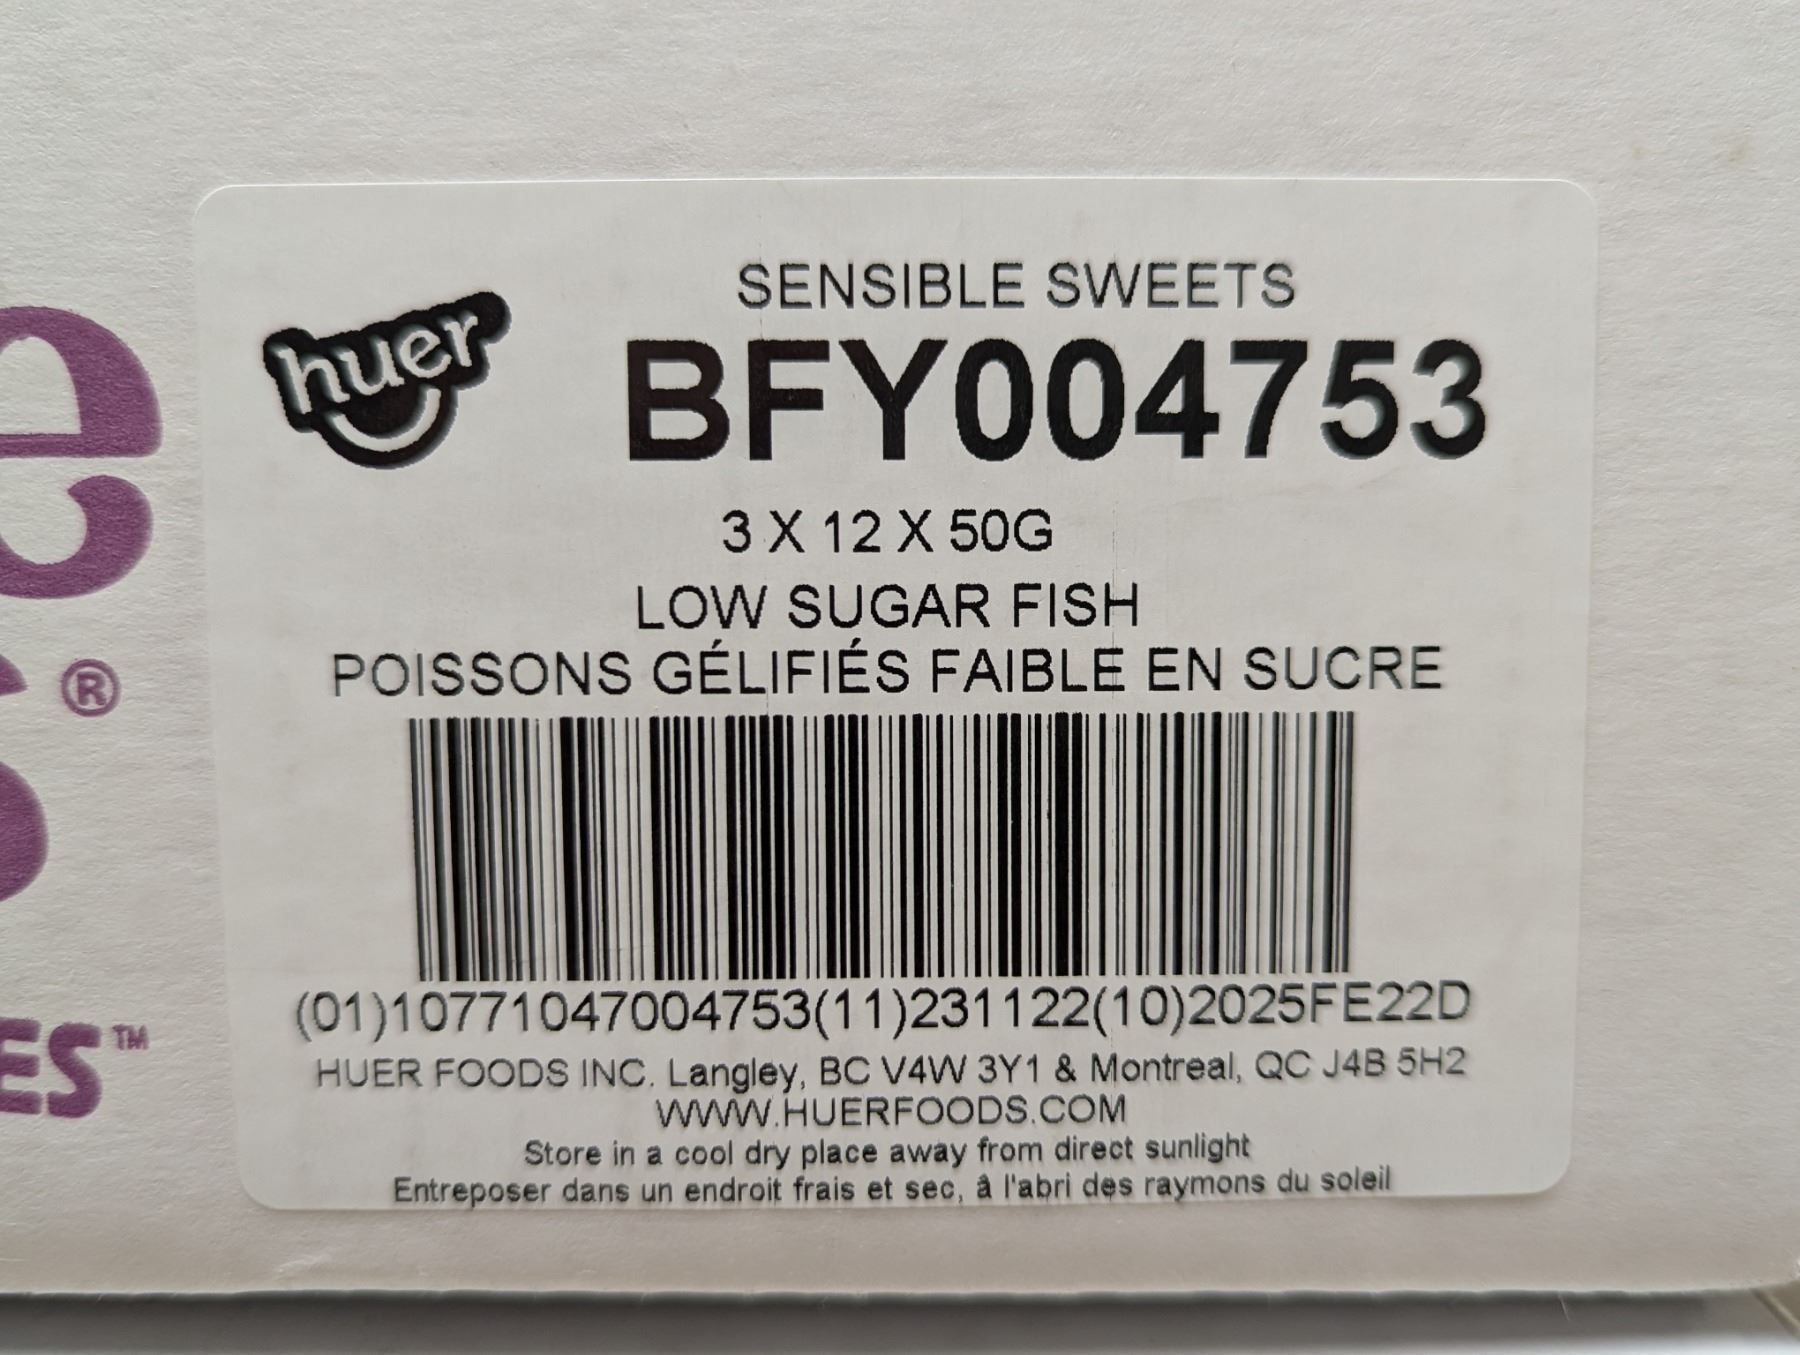 e
s®
ES™
huer
SENSIBLE SWEETS
BFY004753
3 X 12 X 50G
LOW SUGAR FISH
POISSONS GÉLIFIÉS FAIBLE EN SUCRE
(01)10771047004753(11)231122(10)2025FE22D
HUER FOODS INC. Langley, BC V4W 3Y1 & Montreal, QC J4B 5H2
WWW.HUERFOODS.COM
Store in a cool dry place away from direct sunlight
Entreposer dans un endroit frais et sec, â l'abri des raymons du soleil